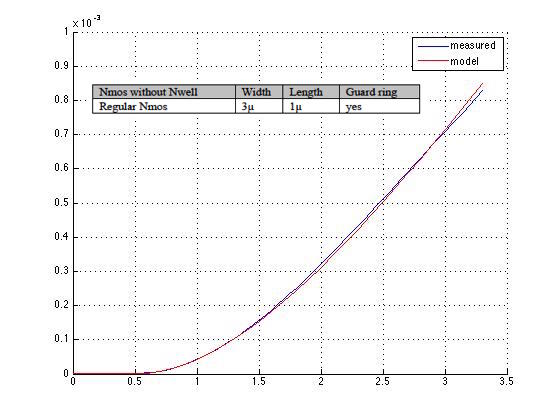 x 10⁻³
1
measured
model
0.9
Nmos without Nwell Width Length Guard ring
Regular Nmos 3µ 1µ yes
0.8
0.7
0.6
0.5
0.4
0.3
0.2
0.1
0
0 0.5 1 1.5 2 2.5 3 3.5